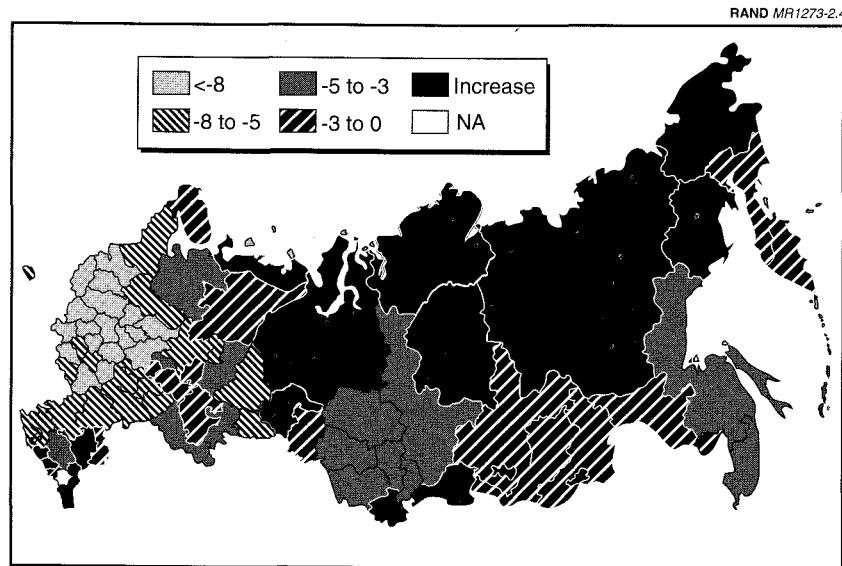 RAND MR1273-2.4
<-8
-5 to -3
Increase
-8 to -5
-3 to 0
NA